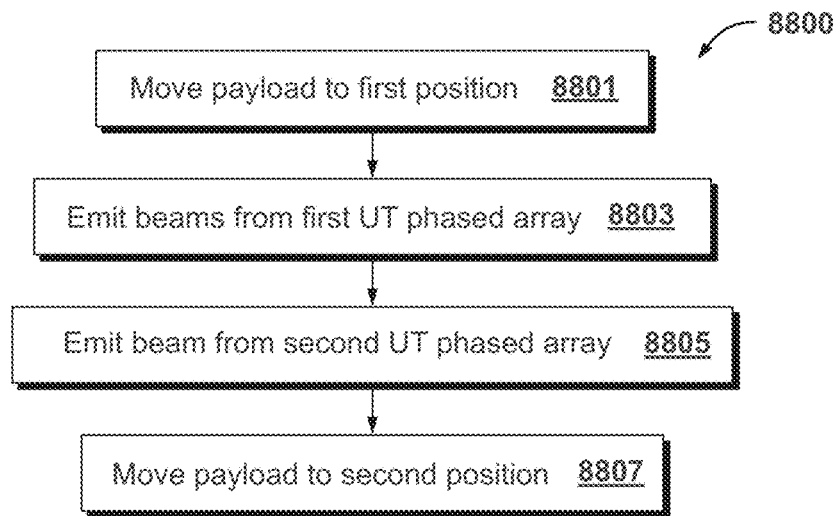 8800
Move payload to first position 8801
Emit beams from first UT phased array 8803
Emit beam from second UT phased array 8805
Move payload to second position 8807